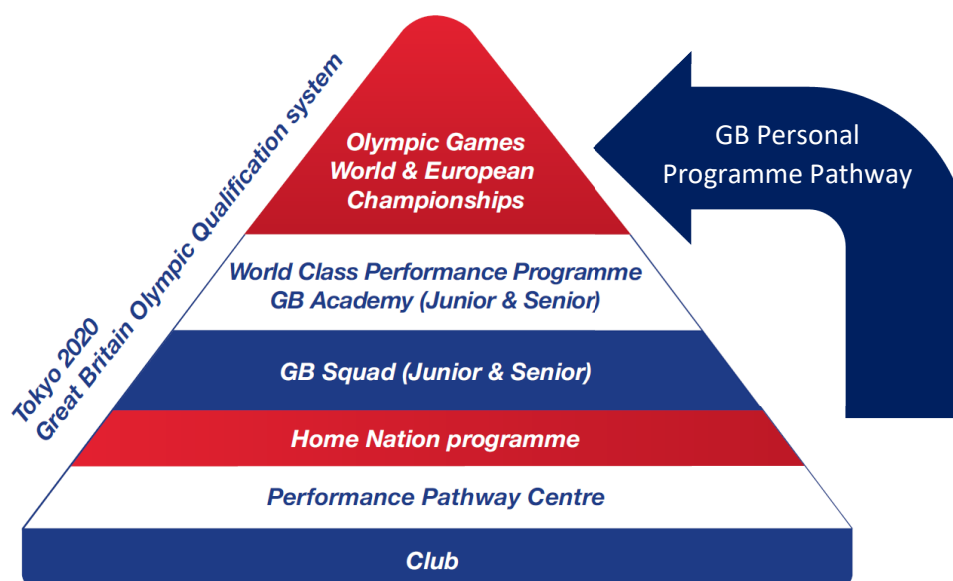 Tokyo 2020
Great Britain Olympic Qualification system
Olympic Games
World & European
Championships
GB Personal
Programme Pathway
World Class Performance Programme
GB Academy (Junior & Senior)
GB Squad (Junior & Senior)
Home Nation programme
Performance Pathway Centre
Club